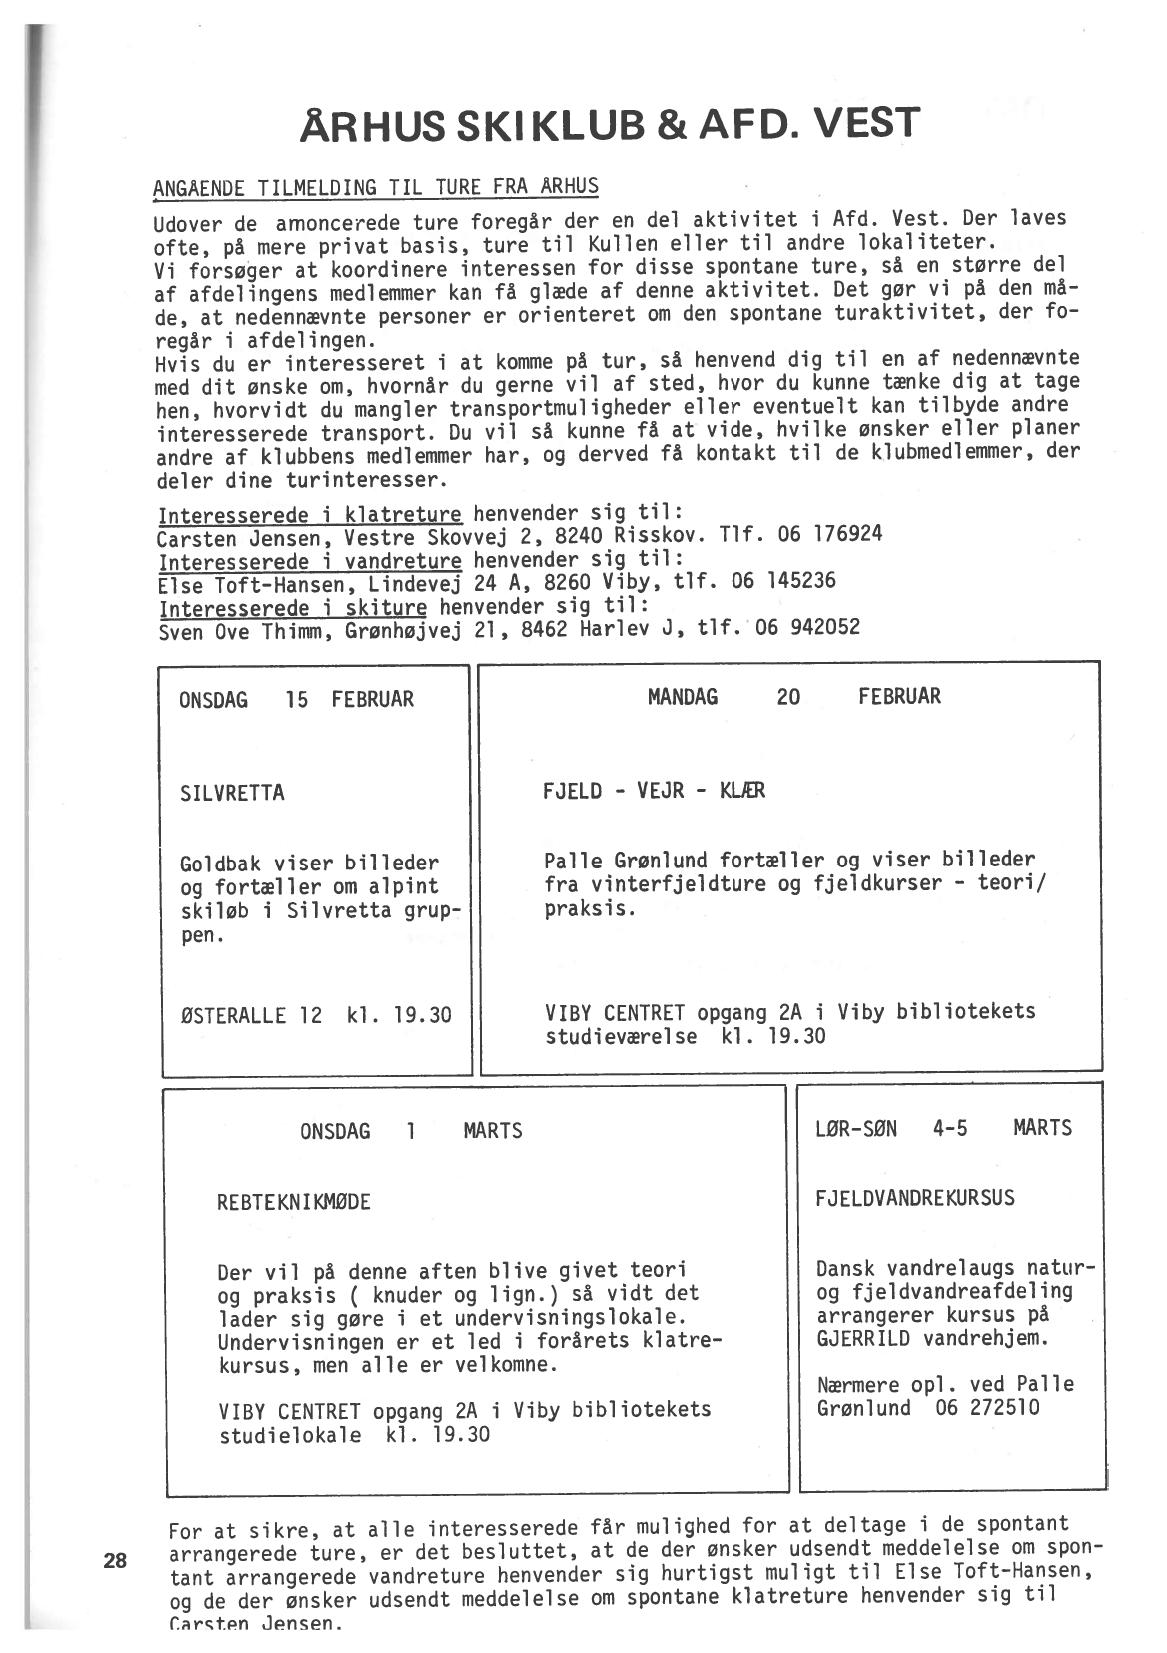 ÅRHUS SKIKLUB & AFD. VEST
ANGÅENDE TILMELDING TIL TURE FRA ÅRHUS
Udover de amoncerede ture foregår der en del aktivitet i Afd. Vest. Der laves
ofte, på mere privat basis, ture til Kullen eller til andre lokaliteter.
Vi forsøger at koordinere interessen for disse spontane ture, så en større del
af afdelingens medlemmer kan få glæde af denne aktivitet. Det gør vi på den må-
de, at nedennævnte personer er orienteret om den spontane turaktivitet, der fo-
regår i afdelingen.
Hvis du er interesseret i at komme på tur, så henvend dig til en af nedennævnte
med dit ønske om, hvornår du gerne vil af sted, hvor du kunne tænke dig at tage
hen, hvorvidt du mangler transportmuligheder eller eventuelt kan tilbyde andre
interesserede transport. Du vil så kunne få at vide, hvilke ønsker eller planer
andre af klubbens medlemmer har, og derved få kontakt til de klubmedlemmer, der
deler dine turinteresser.
Interesserede i klatreture henvender sig til:
Carsten Jensen, Vestre Skovvej 2, 8240 Risskov. Tlf. 06 176924
Interesserede i vandreture henvender sig til:
Else Toft-Hansen, Lindevej 24 A, 8260 Viby, tlf. 06 145236
Interesserede i skiture henvender sig til:
Sven Ove Thimm, Grønhøjvej 21, 8462 Harlev J, tlf. 06 942052
ONSDAG 15 FEBRUAR
SILVRETTA
Goldbak viser billeder
og fortæller om alpint
skiløb i Silvretta grup-
pen.
ØSTERALLE 12 kl. 19.30
MANDAG 20 FEBRUAR
FJELD - VEJR - KLÆR
Palle Grønlund fortæller og viser billeder
fra vinterfjeldture og fjeldkurser - teori/
praksis.
VIBY CENTRET opgang 2A i Viby bibliotekets
studieværelse kl. 19.30
ONSDAG 1 MARTS
REBTEKNIKMØDE
Der vil på denne aften blive givet teori
og praksis ( knuder og lign.) så vidt det
lader sig gøre i et undervisningslokale.
Undervisningen er et led i forårets klatre-
kursus, men alle er velkomne.
VIBY CENTRET opgang 2A i Viby bibliotekets
studielokale kl. 19.30
LØR-SØN 4-5 MARTS
FJELDVANDREKURSUS
Dansk vandrelaugs natur-
og fjeldvandreafdeling
arrangerer kursus på
GJERRILD vandrehjem.
Nærmere opl. ved Palle
Grønlund 06 272510
For at sikre, at alle interesserede får mulighed for at deltage i de spontant
arrangerede ture, er det besluttet, at de der ønsker udsendt meddelelse om spon-
tant arrangerede vandreture henvender sig hurtigst muligt til Else Toft-Hansen,
og de der ønsker udsendt meddelelse om spontane klatreture henvender sig til
Carsten Jensen.
28